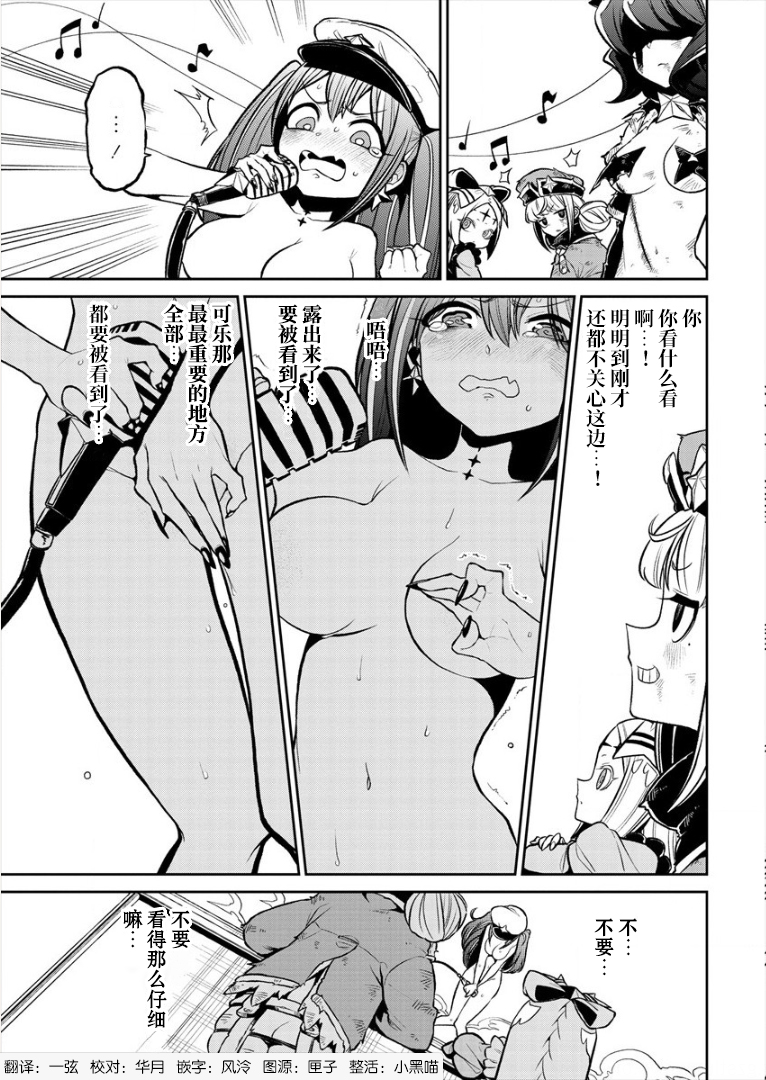 …！
你
你看什么看
啊…！
明明到刚才
还都不关心这边…！
唔唔…
露出来了…
要被看到了…
可乐那
最最重要的地方
全部…
都要被看到了…
不…
不要…
不要
看得那么仔细
嘛…
翻译：一弦 校对：华月 嵌字：风泠 图源：匣子 整活：小黑喵